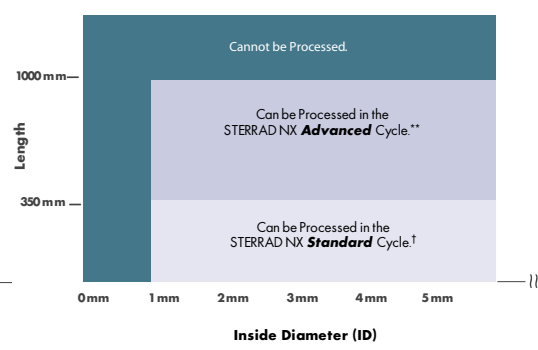 Cannot be Processed.
1000 mm
Can be Processed in the
STERRAD NX Advanced Cycle.**
Length
350 mm
Can be Processed in the
STERRAD NX Standard Cycle.†
0 mm 1 mm 2 mm 3 mm 4 mm 5 mm
Inside Diameter (ID)